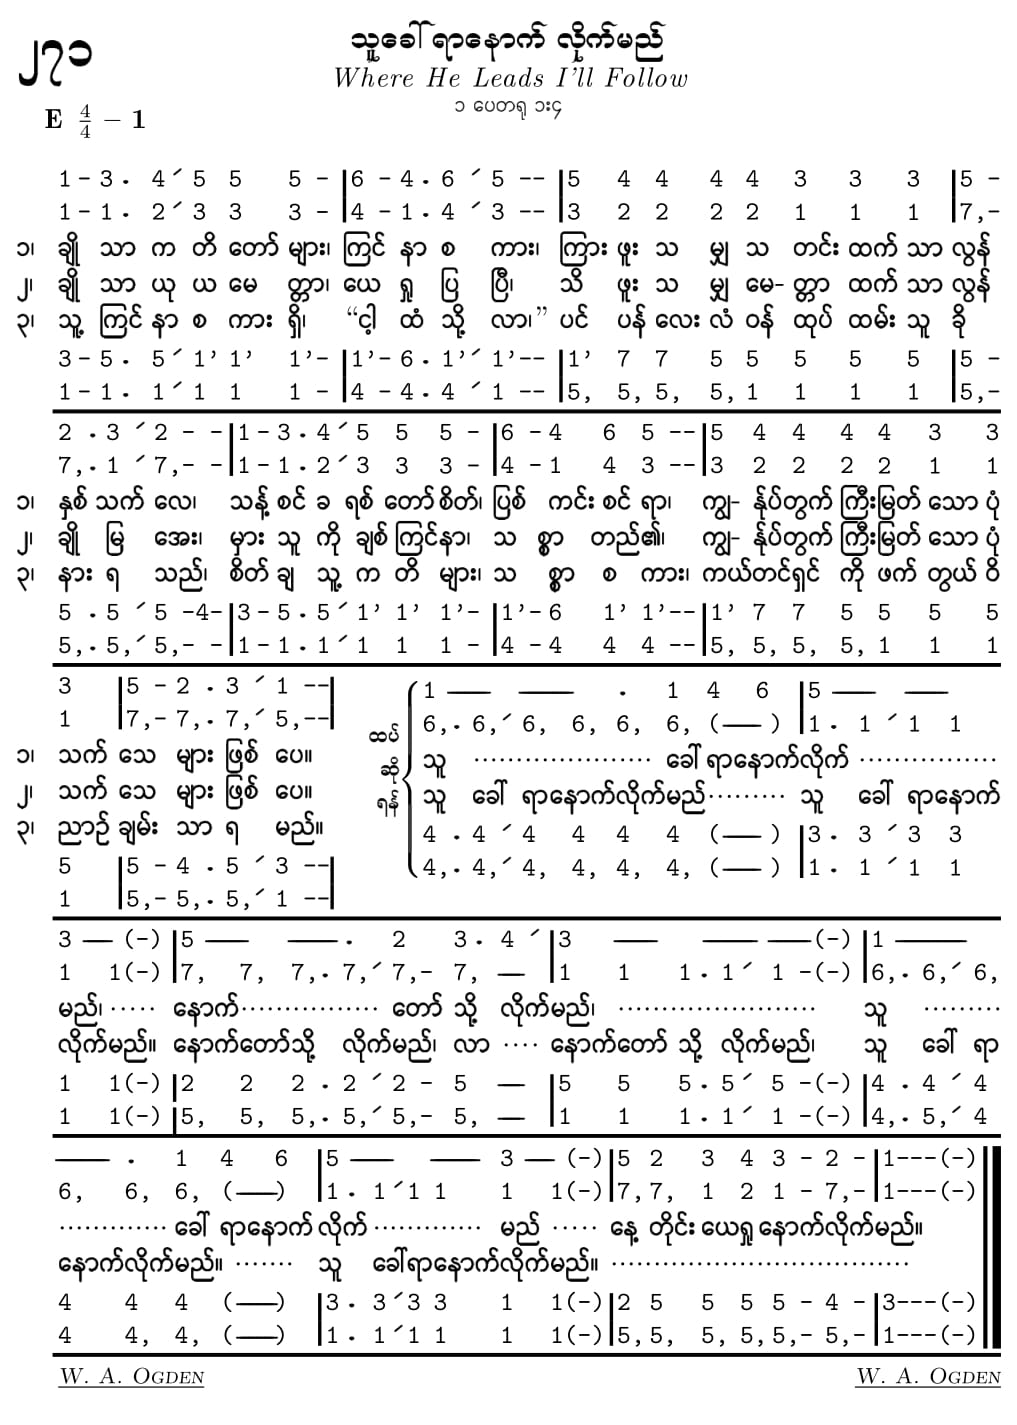 ၂၇၁
သူခေါ်ရာနောက် လိုက်မည်
Where He Leads I'll Follow
၁ ပေတရု ၁း၄
E 4/4 – 1
1 - 3 . 4 ′ 5 5 5 - | 6 - 4 . 6 ′ 5 -- | 5 4 4 4 4 3 3 3 | 5 -
1 - 1 . 2 ′ 3 3 3 - | 4 - 1 . 4 ′ 3 -- | 3 2 2 2 2 1 1 1 | 7, -
၁၊ ချို သာ က တိ တော် များ၊ ကြင် နာ စ ကား၊ ကြား ဖူး သ မျှ သ တင်း ထက် သာ လွန်
၂၊ ချို သာ ယု ယ မေ တ္တာ၊ ယေ ရှု ပြ ပြီ၊ သိ ဖူး သ မျှ မေ- တ္တာ ထက် သာ လွန်
၃၊ သူ့ ကြင် နာ စ ကား ရှိ၊ “ငါ့ ထံ သို့ လာ၊” ပင် ပန် လေး လံ ဝန် ထုပ် ထမ်း သူ ခို
3 - 5 . 5 ′ 1’ 1’ 1’ - | 1’ - 6 . 1’ ′ 1’ -- | 1’ 7 7 5 5 5 5 5 | 5 -
1 - 1 . 1 ′ 1 1 1 - | 4 - 4 . 4 ′ 1 -- | 5, 5, 5, 5, 1 1 1 1 | 5, -
2 . 3 ′ 2 - - | 1 - 3 . 4 ′ 5 5 5 - | 6 - 4 6 5 -- | 5 4 4 4 4 3 3
7, . 1 ′ 7, - - | 1 - 1 . 2 ′ 3 3 3 - | 4 - 1 4 3 -- | 3 2 2 2 2 1 1
၁၊ နှစ် သက် လေ၊ သန့် စင် ခ ရစ် တော် စိတ်၊ ပြစ် ကင်း စင် ရာ၊ ကျွ- န်ုပ်တွက် ကြီးမြတ် သော ပုံ
၂၊ ချို မြ အေး၊ မှား သူ ကို ချစ် ကြင်နာ၊ သ စ္စာ တည်၏၊ ကျွ- န်ုပ်တွက် ကြီးမြတ် သော ပုံ
၃၊ နား ရ သည်၊ စိတ် ချ သူ့ က တိ များ၊ သ စ္စာ စ ကား၊ ကယ်တင်ရှင် ကို ဖက် တွယ် ဝိ
5 . 5 ′ 5 -4- | 3 - 5 . 5 ′ 1’ 1’ 1’ - | 1’ - 6 1’ 1’ -- | 1’ 7 7 5 5 5 5
5, . 5, ′ 5, - - | 1 - 1 . 1 ′ 1 1 1 - | 4 - 4 4 4 -- | 5, 5, 5, 5, 1 1 1
3 | 5 - 2 . 3 ′ 1 -- |
1 | 7, - 7, . 7, ′ 5, -- |
၁၊ သက် သေ များ ဖြစ် ပေ။
၂၊ သက် သေ များ ဖြစ် ပေ။
၃၊ ညာဉ် ချမ်း သာ ရ မည်။
5 | 5 - 4 . 5 ′ 3 -- |
1 | 5, - 5, . 5, ′ 1 -- |
ထပ်
ဆို
ရန်
1 — — . 1 4 6 | 5 — —
6, . 6, ′ 6, 6, 6, 6, (—) | 1 . 1 ′ 1 1
သူ ..................... ခေါ်ရာနောက်လိုက် ................
သူ ခေါ် ရာနောက်လိုက်မည် ......... သူ ခေါ် ရာနောက်
4 . 4 ′ 4 4 4 4 (—) | 3 . 3 ′ 3 3
4, . 4, ′ 4, 4, 4, 4, (—) | 1 . 1 ′ 1 1
3 — (-) | 5 — — . 2 3 . 4 ′ | 3 — — — (-) | 1 —
1 1(-) | 7, 7, 7, . 7, ′ 7, - 7, — | 1 1 1 . 1 ′ 1 -(-) | 6, . 6, ′ 6,
မည်၊ ..... နောက် ................ တော် သို့ လိုက်မည်၊ ....................... သူ .........
လိုက်မည်။ နောက်တော်သို့ လိုက်မည်၊ လာ .... နောက်တော် သို့ လိုက်မည်၊ သူ ခေါ် ရာ
1 1(-) | 2 2 2 . 2 ′ 2 - 5 — | 5 5 5 . 5 ′ 5 -(-) | 4 . 4 ′ 4
1 1(-) | 5, 5, 5, . 5, ′ 5, - 5, — | 1 1 1 . 1 ′ 1 -(-) | 4, . 5, ′ 4
— . 1 4 6 | 5 — — 3 — (-) | 5 2 3 4 3 - 2 - | 1---(-)
6, 6, 6, (—) | 1 . 1 ′ 1 1 1 1(-) | 7, 7, 1 2 1 - 7, - | 1---(-)
............. ခေါ် ရာနောက် လိုက် ............. မည် ..... နေ့ တိုင်း ယေရှု နောက်လိုက်မည်။
နောက်လိုက်မည်။ ....... သူ ခေါ်ရာနောက်လိုက်မည်။ ...................................
4 4 4 (—) | 3 . 3 ′ 3 3 1 1(-) | 2 5 5 5 5 - 4 - | 3---(-)
4 4, 4, (—) | 1 . 1 ′ 1 1 1 1(-) | 5, 5, 5, 5, 5, - 5, - | 1---(-)
W. A. OGDEN W. A. OGDEN